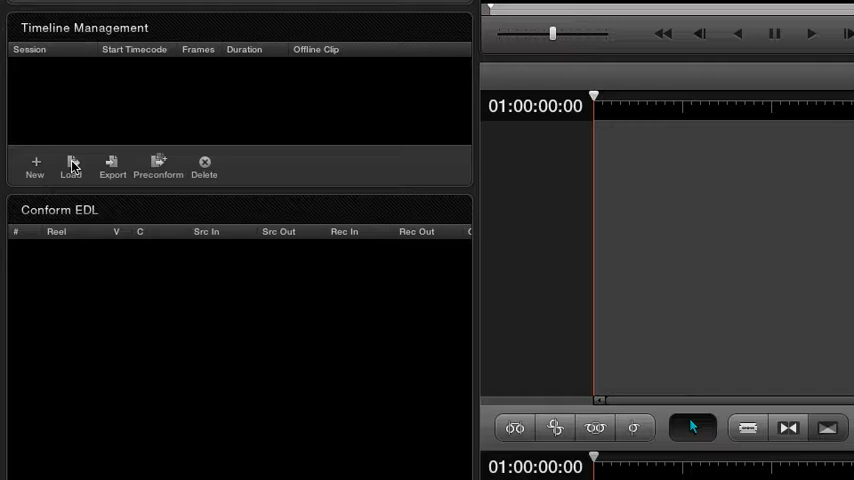 Timeline Management
Session Start Timecode Frames Duration Offline Clip
New Load Export Preconform Delete
Conform EDL
# Reel V C Src In Src Out Rec In Rec Out
01:00:00:00
01:00:00:00